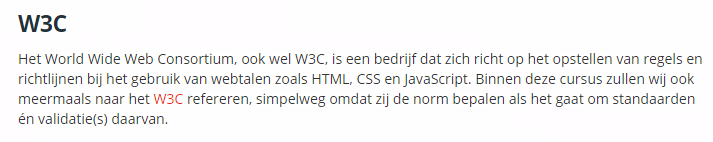 W3C
Het World Wide Web Consortium, ook wel W3C, is een bedrijf dat zich richt op het opstellen van regels en
richtlijnen bij het gebruik van webtalen zoals HTML, CSS en JavaScript. Binnen deze cursus zullen wij ook
meermaals naar het W3C refereren, simpelweg omdat zij de norm bepalen als het gaat om standaarden
én validatie(s) daarvan.